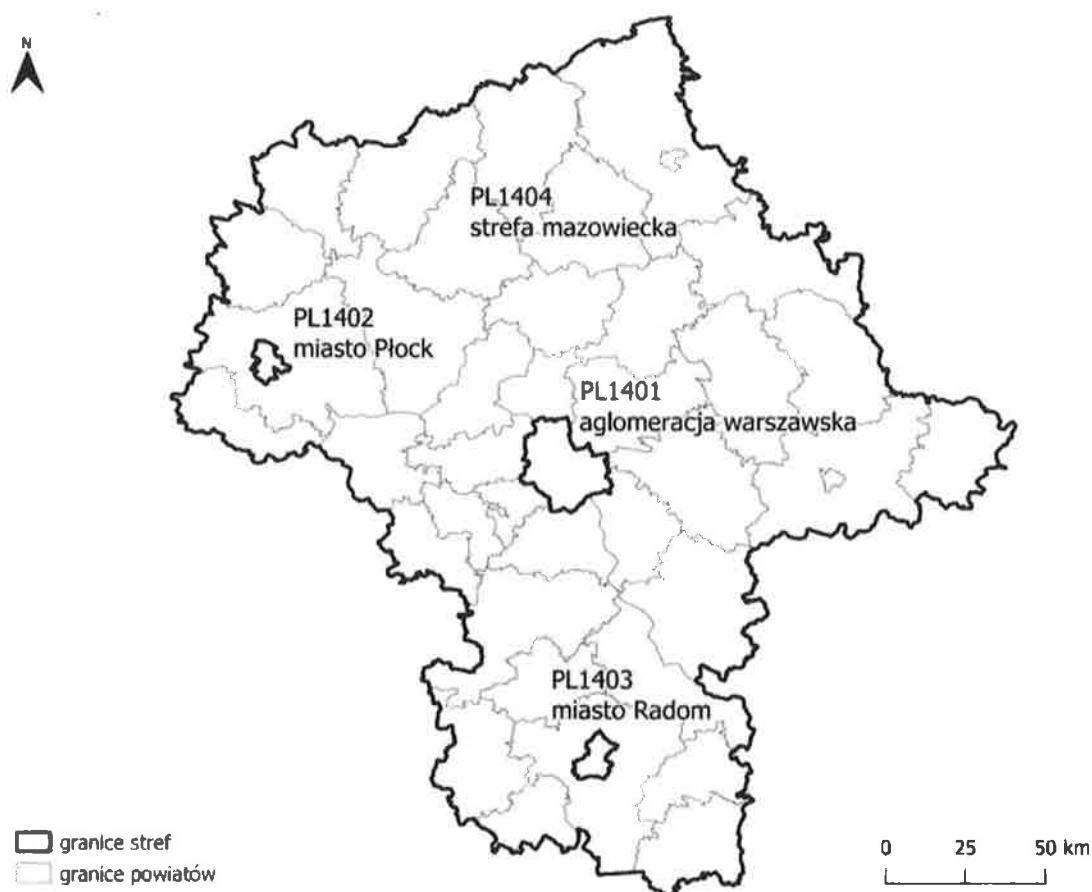 N
PL1404
strefa mazowiecka
PL1402
miasto Płock
PL1401
aglomeracja warszawska
PL1403
miasto Radom
granice stref
granice powiatów
0 25 50 km